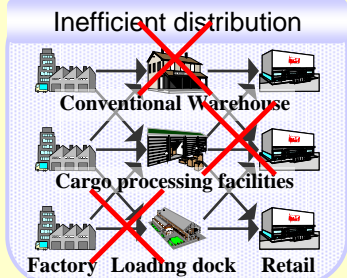 Inefficient distribution
Conventional Warehouse
Cargo processing facilities
Factory Loading dock Retail